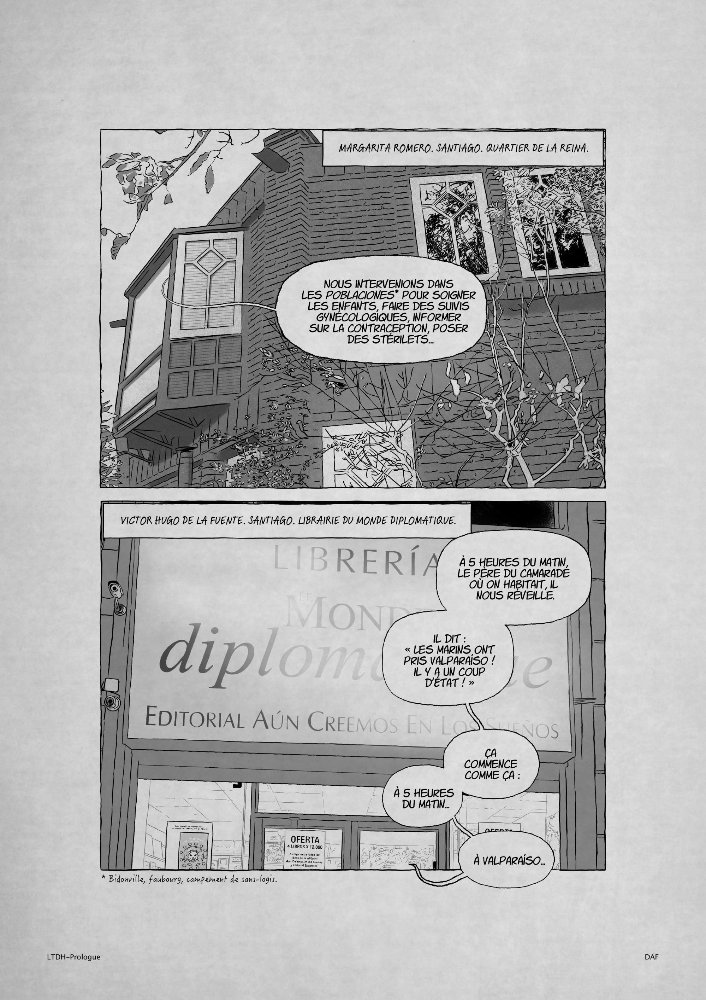 MARGARITA ROMERO. SANTIAGO. QUARTIER DE LA REINA.
NOUS INTERVENIONS DANS
LES POBLACIONES* POUR SOIGNER
LES ENFANTS, FAIRE DES SUIVIS
GYNÉCOLOGIQUES, INFORMER
SUR LA CONTRACEPTION, POSER
DES STÉRILETS...
VICTOR HUGO DE LA FUENTE. SANTIAGO. LIBRAIRIE DU MONDE DIPLOMATIQUE.
LIBRERÍA
À 5 HEURES DU MATIN,
LE PÈRE DU CAMARADE
OÙ ON HABITAIT, IL
NOUS RÉVEILLE.
LE
MOND
diplom ue
IL DIT :
« LES MARINS ONT
PRIS VALPARAÍSO !
IL Y A UN COUP
D'ÉTAT ! »
EDITORIAL AÚN CREEMOS EN LOS SUEÑOS
ÇA
COMMENCE
COMME ÇA :
À 5 HEURES
DU MATIN...
OFERTA
4 LIBROS X 12.000
A elegir entre todos los
libros de la editorial
Aun Creemos en los Sueños
y editorial Espartaco
OFERTA
À VALPARAÍSO...
* Bidonville, faubourg, campement de sans-logis.
LTDH-Prologue
DAF